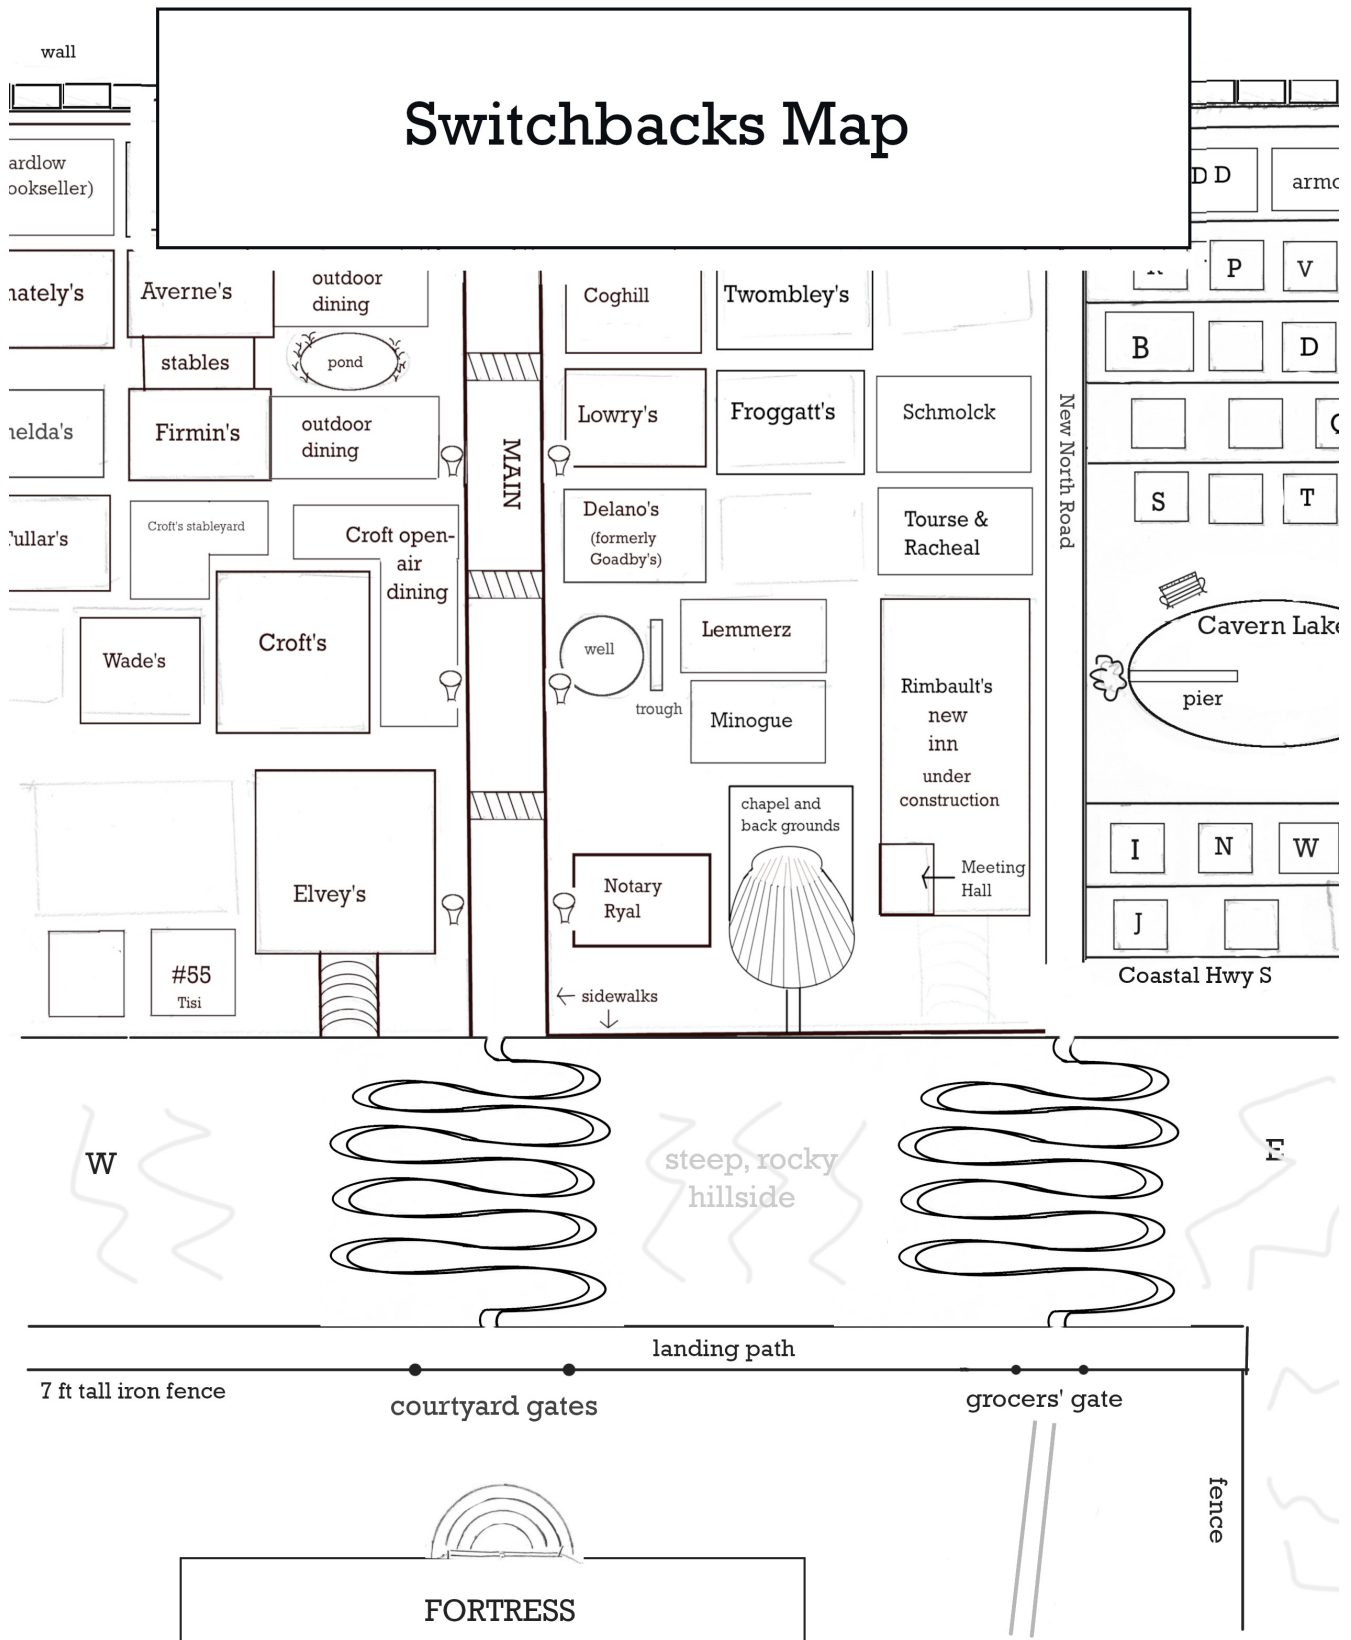 wall
Switchbacks Map
ardlow
ookseller)
D D
armo
nately's
Averne's
outdoor
dining
Coghill
Twombley's
P
V
stables
pond
B
D
nelda's
Firmin's
outdoor
dining
MAIN
Lowry's
Froggatt's
Schmolck
New North Road
Tullar's
Croft's stableyard
Croft open-
air
dining
Delano's
(formerly
Goadby's)
Tourse &
Racheal
S
T
Wade's
Croft's
well
trough
Lemmerz
Minogue
Rimbault's
new
inn
under
construction
Cavern Lake
pier
Elvey's
Notary
Ryal
chapel and
back grounds
Meeting
Hall
I
N
W
J
#55
Tisi
sidewalks
Coastal Hwy S
W
steep, rocky
hillside
E
landing path
7 ft tall iron fence
courtyard gates
grocers' gate
fence
FORTRESS